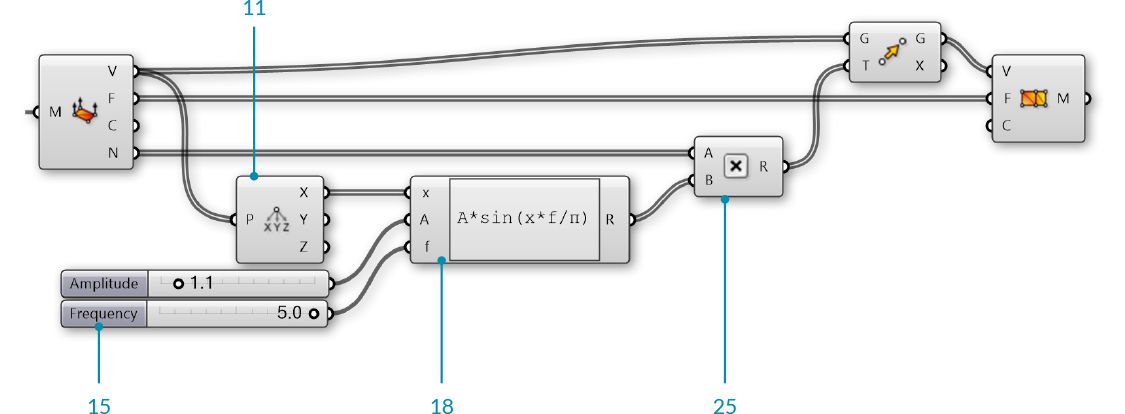 11
M
V
F
C
N
G
T
G
X
V
F
C
M
A
B
R
P
X
Y
Z
XYZ
x
A
f
A*sin(x*f/π)
R
Amplitude
1.1
Frequency
5.0
15
18
25